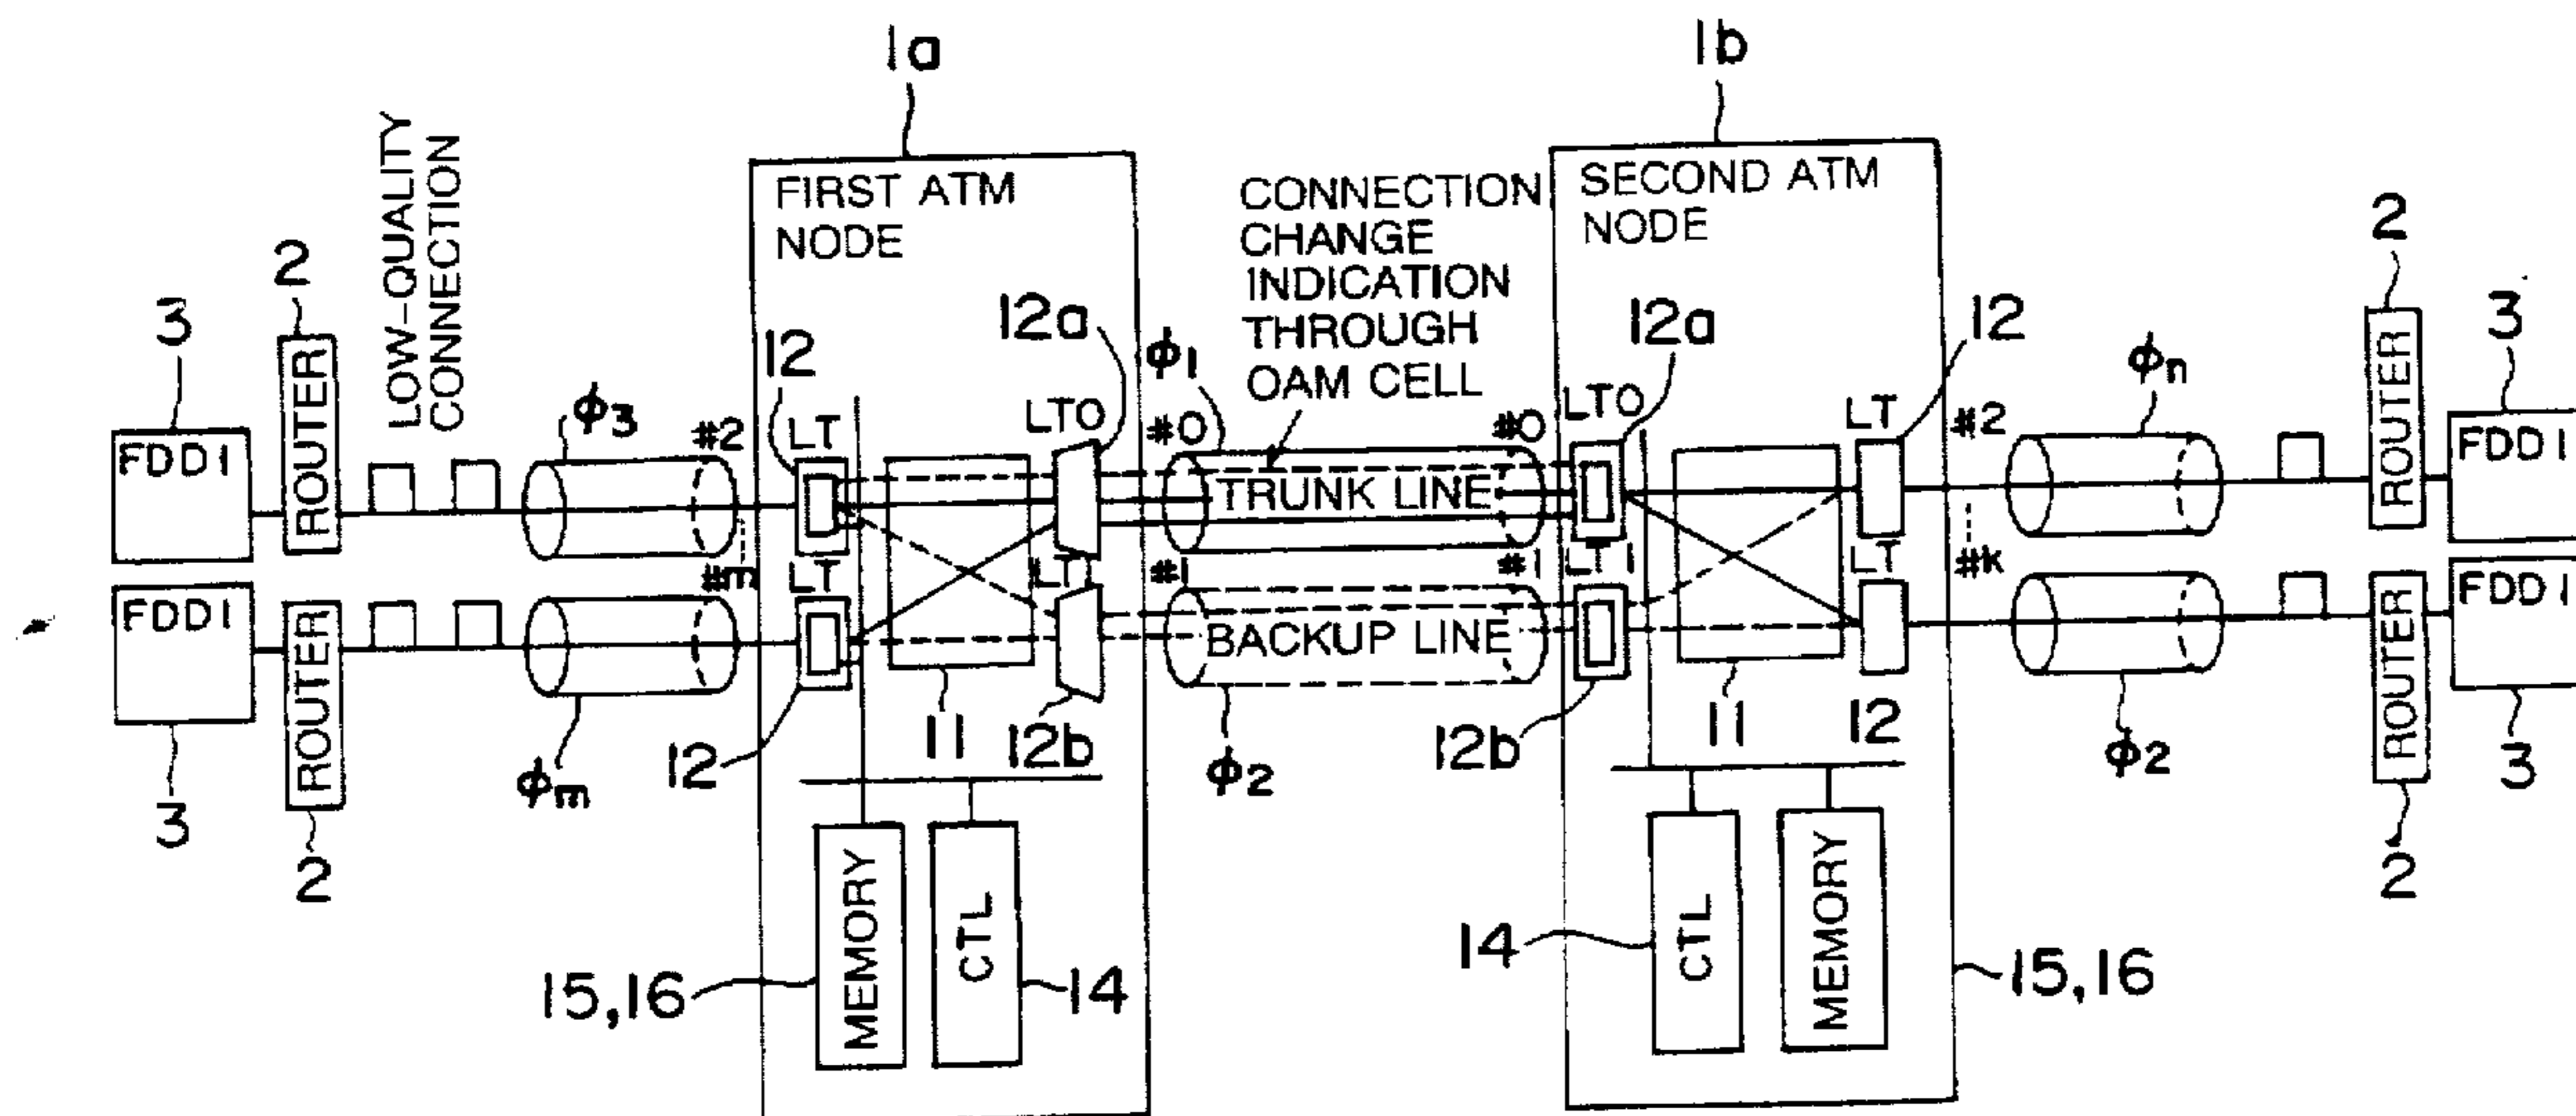 1a
1b
LOW-QUALITY
CONNECTION
FIRST ATM
NODE
CONNECTION
CHANGE
INDICATION
THROUGH
OAM CELL
SECOND ATM
NODE
2
2
3
12
12a
ϕ1
12a
12
ϕn
3
FDDI
ROUTER
ϕ3
#2
LT
LT0
#0
TRUNK LINE
#0
LT0
LT
#2
ROUTER
FDDI
#m
LT
LT1
#1
#1
LT1
LT
#k
FDDI
ROUTER
BACKUP LINE
ROUTER
FDDI
3
2
ϕm
12
11
12b
ϕ2
12b
11
12
ϕ2
2
3
MEMORY
CTL
CTL
MEMORY
15,16
14
14
15,16